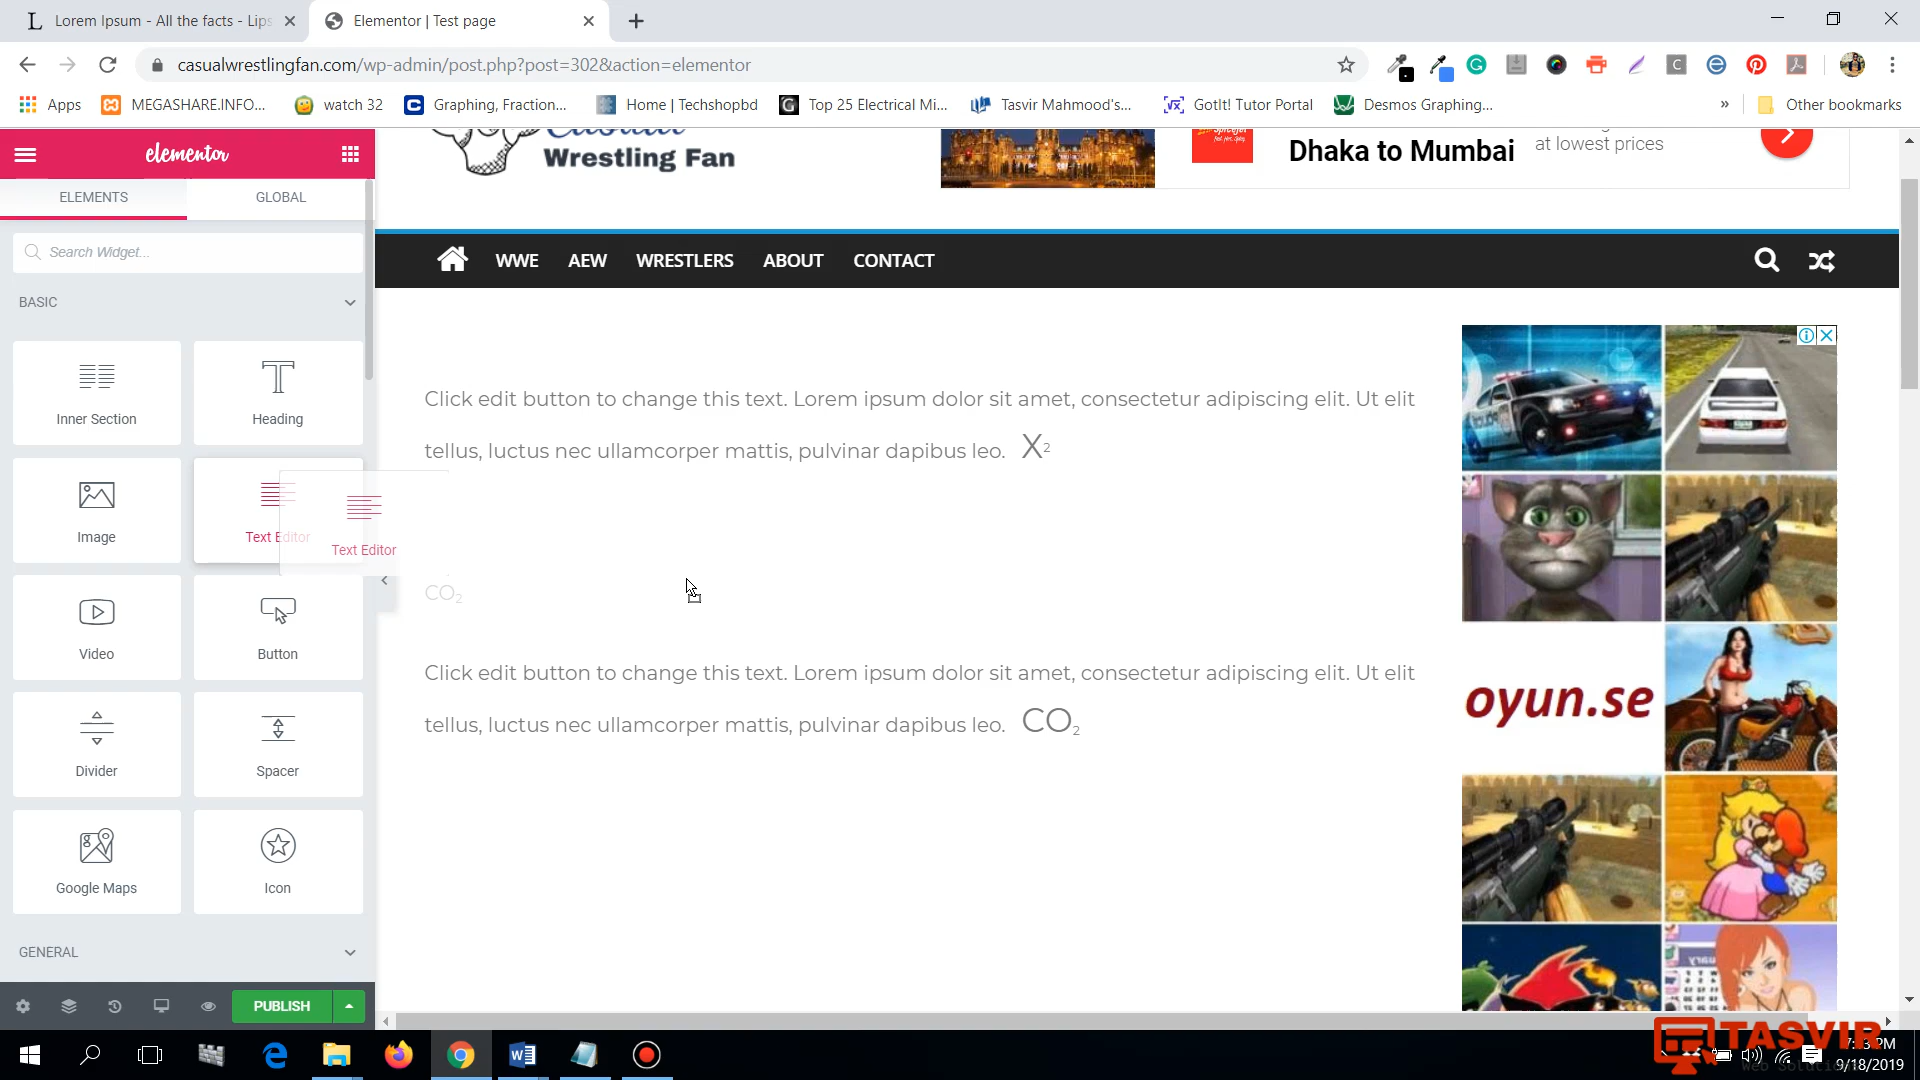 Lorem Ipsum - All the facts - Lips
Elementor | Test page
casualwrestlingfan.com/wp-admin/post.php?post=302&action=elementor
Apps
MEGASHARE.INFO...
watch 32
Graphing, Fraction...
Home | Techshopbd
Top 25 Electrical Mi...
Tasvir Mahmood's...
GotIt! Tutor Portal
Desmos Graphing,...
»
Other bookmarks
elementor
ELEMENTS
GLOBAL
Search Widget...
BASIC
Inner Section
Heading
Image
Text Editor
Text Editor
Video
Button
Divider
Spacer
Google Maps
Icon
GENERAL
PUBLISH
Wrestling Fan
Dhaka to Mumbai
at lowest prices
WWE
AEW
WRESTLERS
ABOUT
CONTACT
Click edit button to change this text. Lorem ipsum dolor sit amet, consectetur adipiscing elit. Ut elit
tellus, luctus nec ullamcorper mattis, pulvinar dapibus leo. X²
CO₂
Click edit button to change this text. Lorem ipsum dolor sit amet, consectetur adipiscing elit. Ut elit
tellus, luctus nec ullamcorper mattis, pulvinar dapibus leo. CO₂
oyun.se
TASVIR
PM
9/18/2019